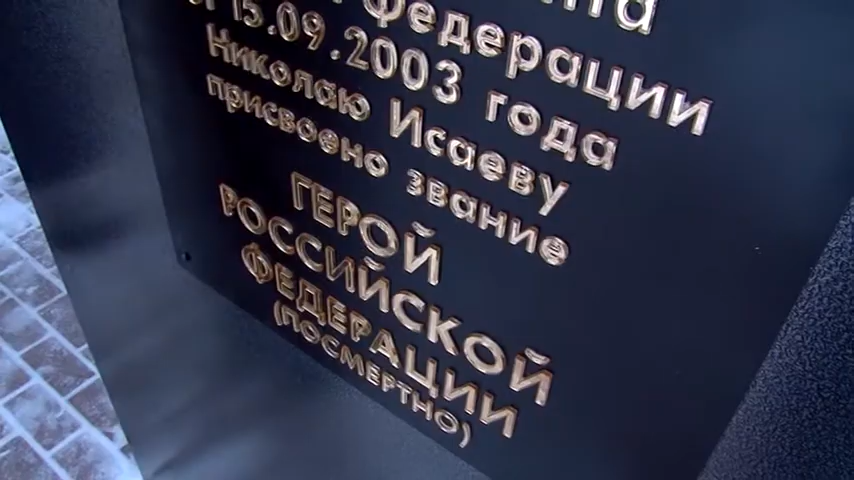 Федерации
15.09.2003 года
Николаю Исаеву
присвоено звание
ГЕРОЙ
РОССИЙСКОЙ
ФЕДЕРАЦИИ
(ПОСМЕРТНО)